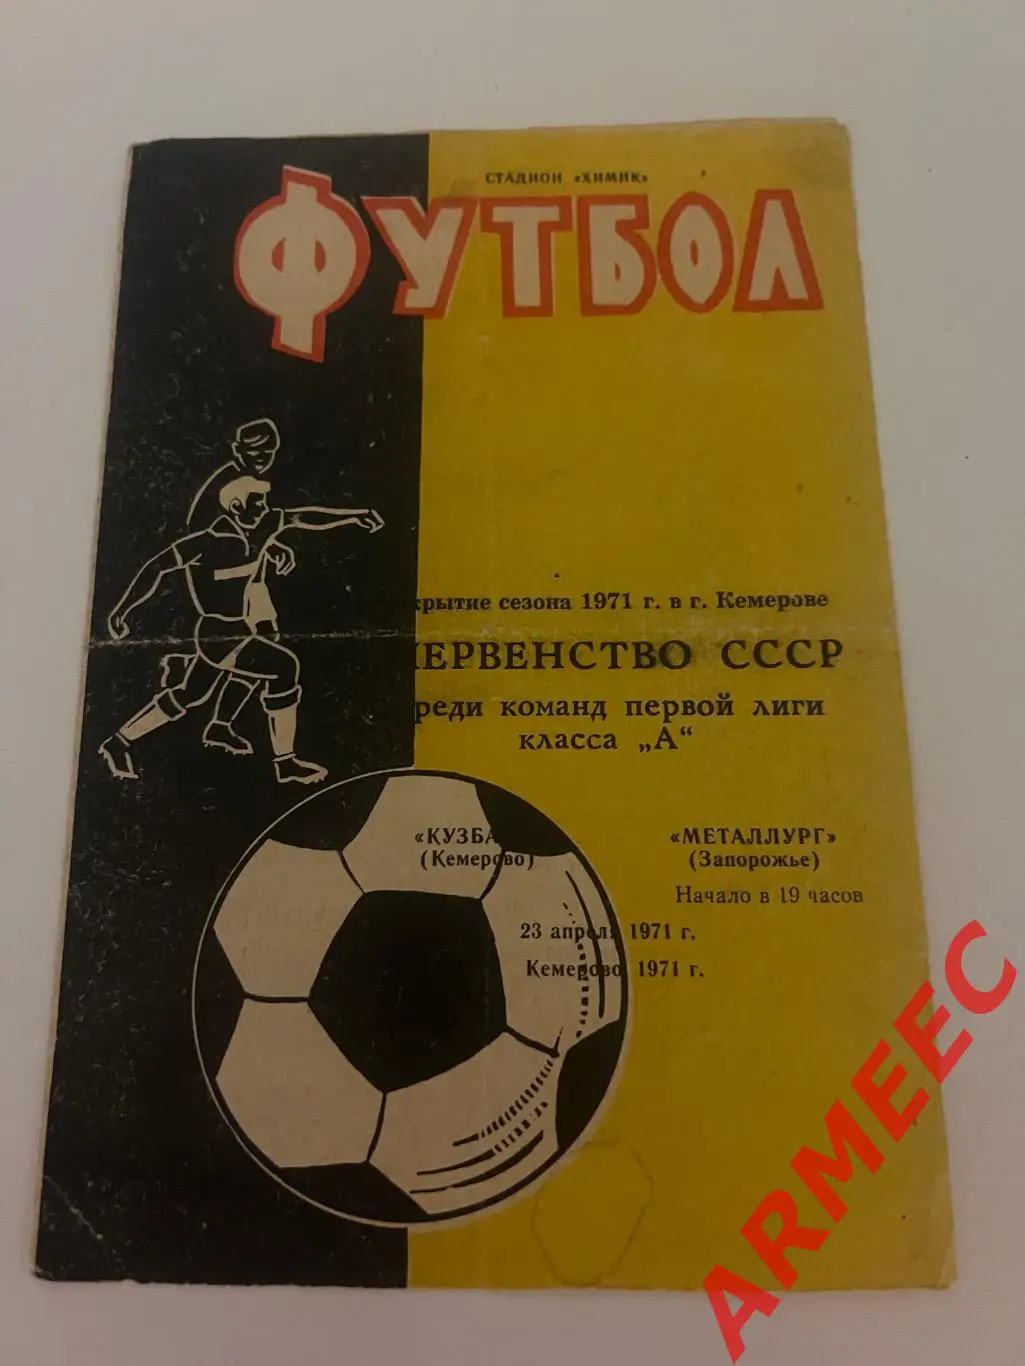 СТАДИОН «ХИМИК»
ФУТБОЛ
крытие сезона 1971 г. в г. Кемерове
ПЕРВЕНСТВО СССР
реди команд первой лиги
класса „А“
«КУЗБА
«МЕТАЛЛУРГ»
(Кемерово)
(Запорожье)
Начало в 19 часов
23 апреля 1971 г.
Кемерово 1971 г.
ARMEEC